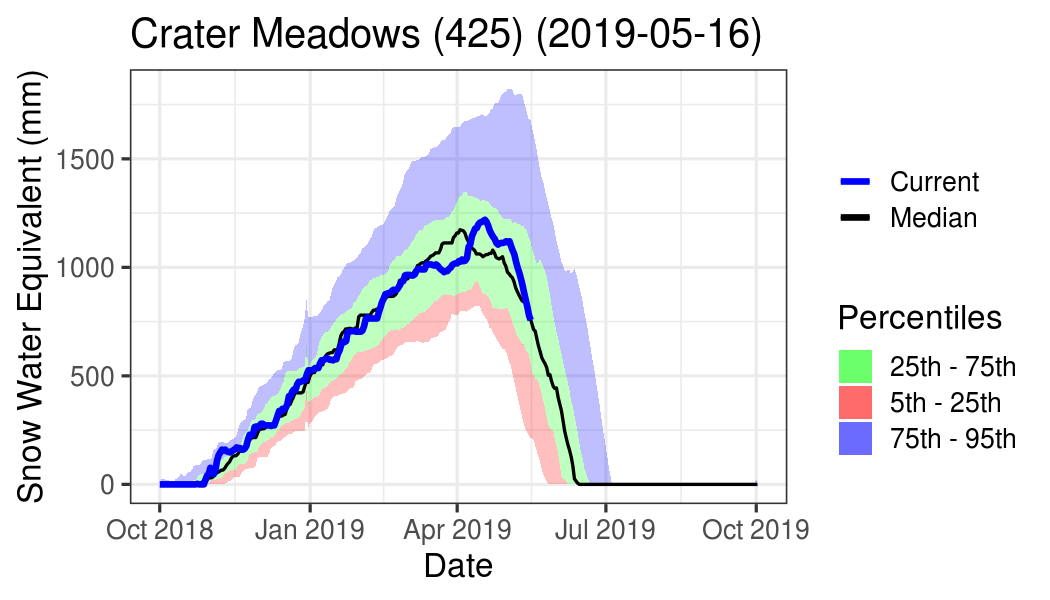 Crater Meadows (425) (2019-05-16)
Snow Water Equivalent (mm)
1500
1000
500
0
Oct 2018
Jan 2019
Apr 2019
Jul 2019
Oct 2019
Date
Current
Median
Percentiles
25th - 75th
5th - 25th
75th - 95th